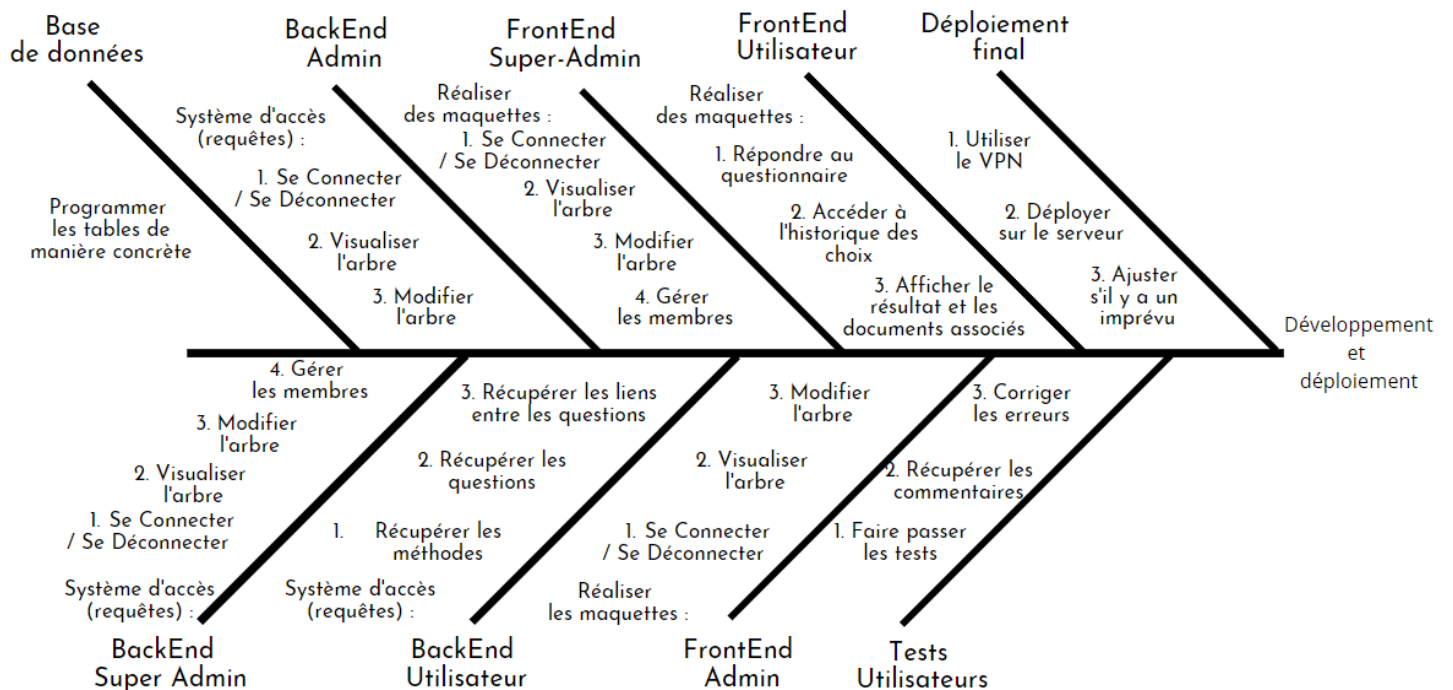 Base
de données
BackEnd
Admin
FrontEnd
Super-Admin
FrontEnd
Utilisateur
Déploiement
final
Programmer
les tables de
manière concrète
Système d'accès
(requêtes) :
1. Se Connecter
/ Se Déconnecter
2. Visualiser
l'arbre
3. Modifier
l'arbre
Réaliser
des maquettes :
1. Se Connecter
/ Se Déconnecter
2. Visualiser
l'arbre
3. Modifier
l'arbre
4. Gérer
les membres
Réaliser
des maquettes :
1. Répondre au
questionnaire
2. Accéder à
l'historique des
choix
3. Afficher le
résultat et les
documents associés
1. Utiliser
le VPN
2. Déployer
sur le serveur
3. Ajuster
s'il y a un
imprévu
Développement
et
déploiement
4. Gérer
les membres
3. Modifier
l'arbre
2. Visualiser
l'arbre
1. Se Connecter
/ Se Déconnecter
Système d'accès
(requêtes) :
BackEnd
Super Admin
3. Récupérer les liens
entre les questions
2. Récupérer les
questions
1. Récupérer les
méthodes
Système d'accès
(requêtes) :
BackEnd
Utilisateur
3. Modifier
l'arbre
2. Visualiser
l'arbre
1. Se Connecter
/ Se Déconnecter
Réaliser
les maquettes :
FrontEnd
Admin
3. Corriger
les erreurs
2. Récupérer les
commentaires
1. Faire passer
les tests
Tests
Utilisateurs